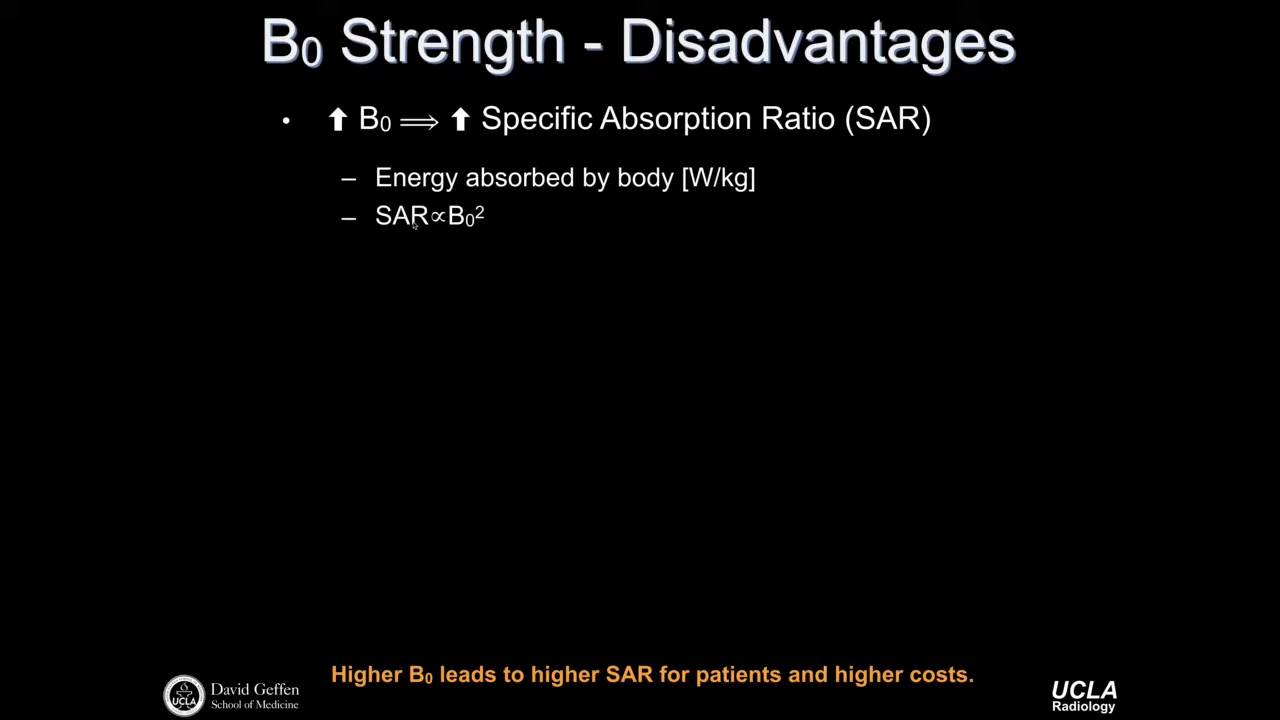 B₀ Strength - Disadvantages
• ⬆ B₀ ⟹ ⬆ Specific Absorption Ratio (SAR)
– Energy absorbed by body [W/kg]
– SAR∝B₀²
Higher B₀ leads to higher SAR for patients and higher costs.
UCLA
David Geffen
School of Medicine
UCLA
Radiology